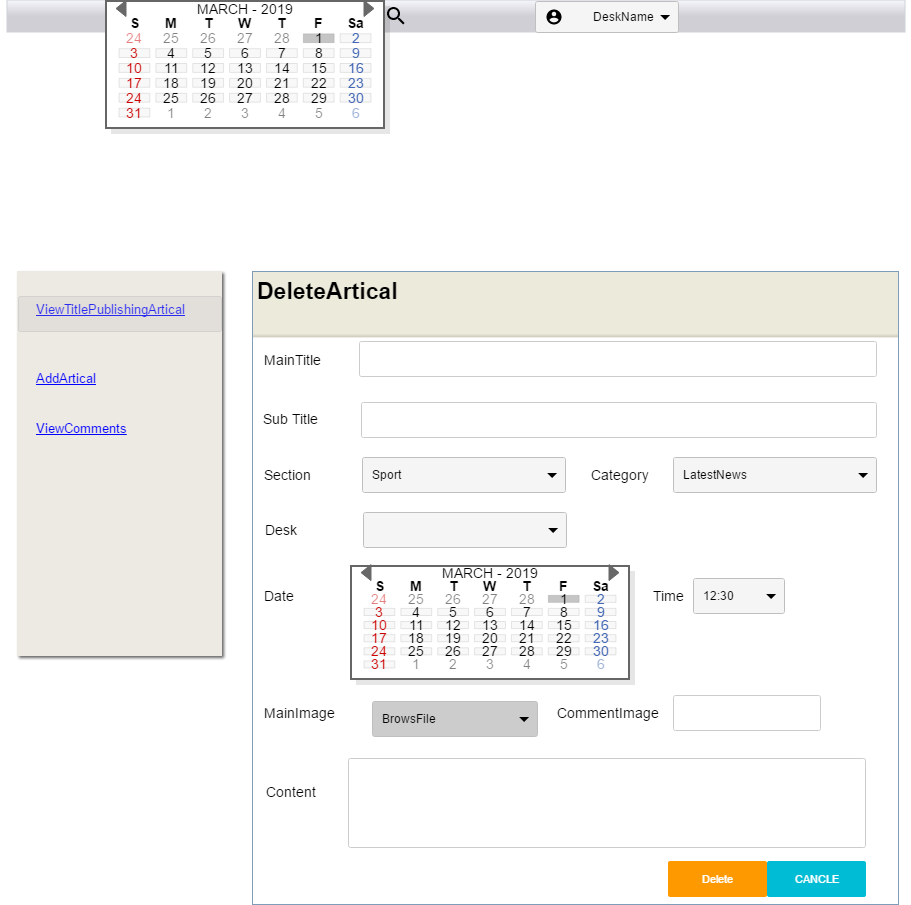 MARCH - 2019
S M T W T F Sa
24 25 26 27 28 1 2
3 4 5 6 7 8 9
10 11 12 13 14 15 16
17 18 19 20 21 22 23
24 25 26 27 28 29 30
31 1 2 3 4 5 6
DeskName
ViewTitlePublishingArtical
AddArtical
ViewComments
DeleteArtical
MainTitle
Sub Title
Section Sport Category LatestNews
Desk
Date
MARCH - 2019
S M T W T F Sa
24 25 26 27 28 1 2
3 4 5 6 7 8 9
10 11 12 13 14 15 16
17 18 19 20 21 22 23
24 25 26 27 28 29 30
31 1 2 3 4 5 6
Time 12:30
MainImage BrowsFile CommentImage
Content
Delete CANCLE